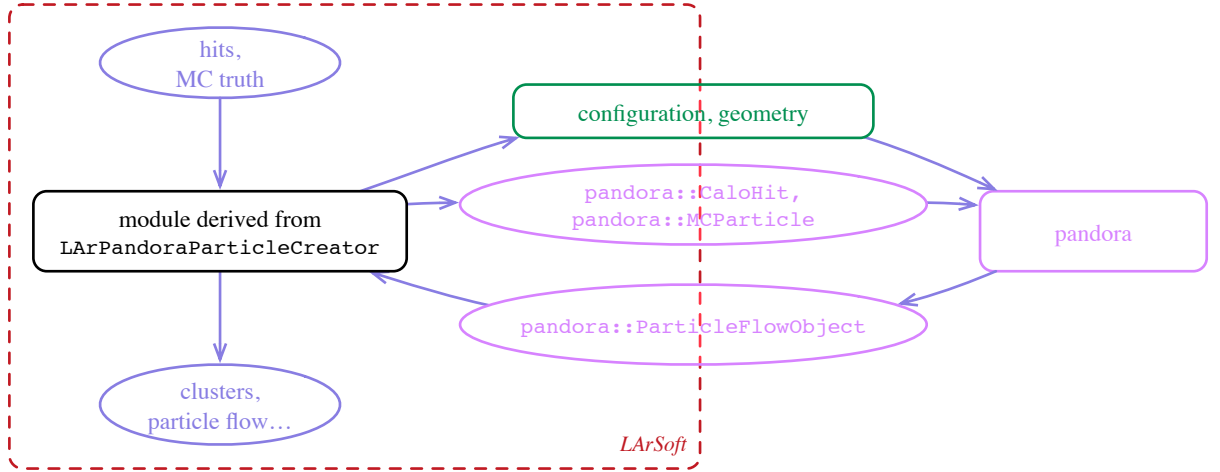 hits,
MC truth
configuration, geometry
pandora::CaloHit,
pandora::MCParticle
module derived from
LArPandoraParticleCreator
pandora
pandora::ParticleFlowObject
clusters,
particle flow…
LArSoft